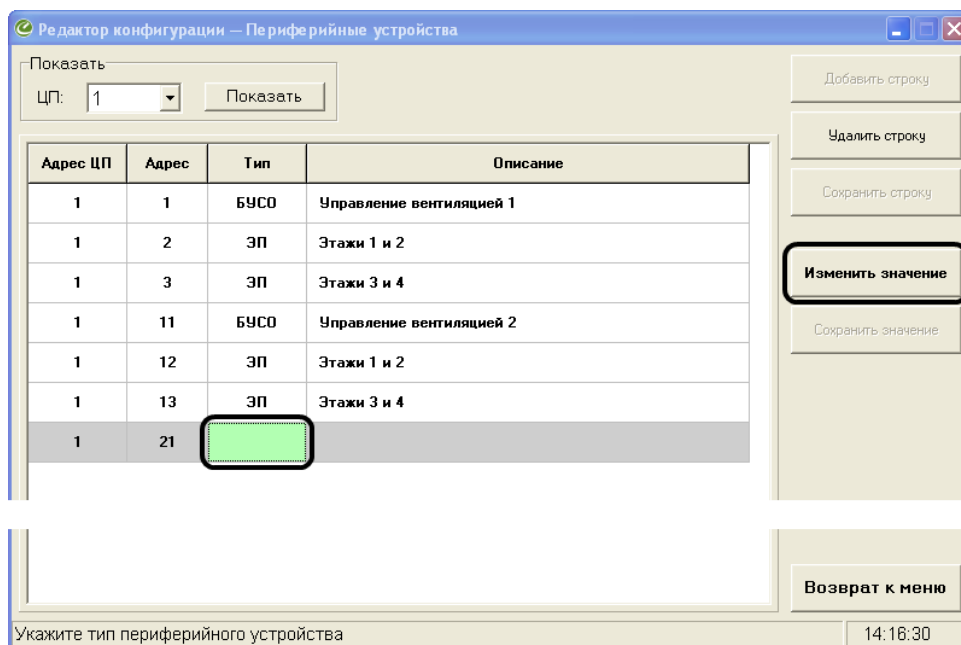 Редактор конфигурации – Периферийные устройства
Показать
ЦП: 1 Показать
Добавить строку
Удалить строку
Сохранить строку
Изменить значение
Сохранить значение
Адрес ЦП Адрес Тип Описание
1 1 БУСО Управление вентиляцией 1
1 2 ЭП Этажи 1 и 2
1 3 ЭП Этажи 3 и 4
1 11 БУСО Управление вентиляцией 2
1 12 ЭП Этажи 1 и 2
1 13 ЭП Этажи 3 и 4
1 21
Возврат к меню
Укажите тип периферийного устройства 14:16:30